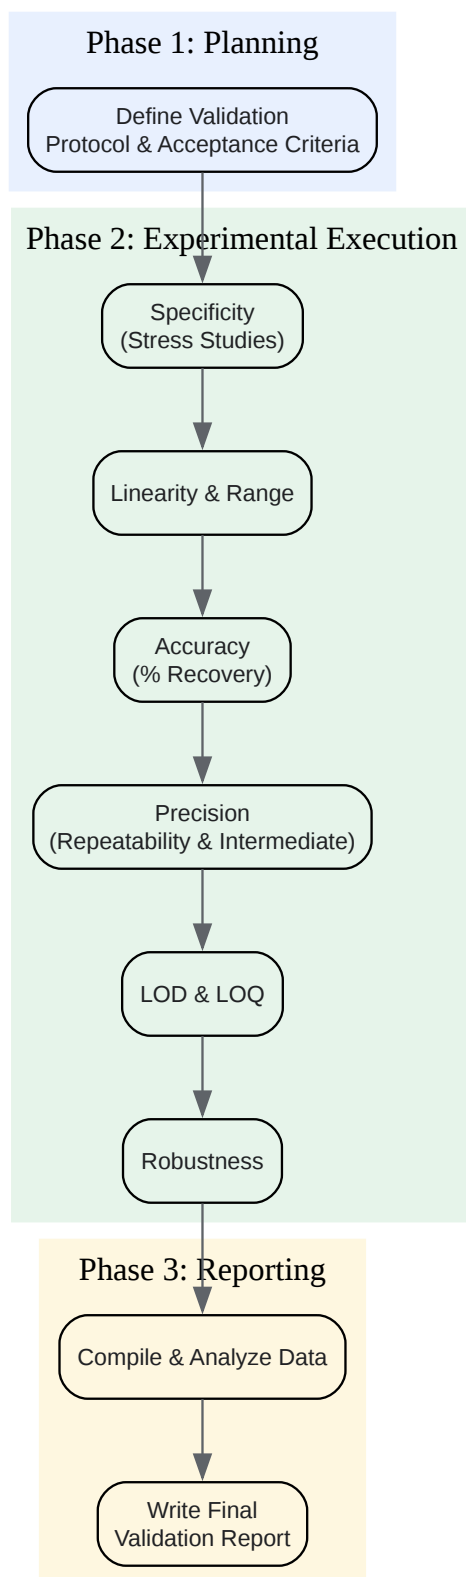 Phase 1: Planning
Define Validation
Protocol & Acceptance Criteria
Phase 2: Experimental Execution
Specificity
(Stress Studies)
Linearity & Range
Accuracy
(% Recovery)
Precision
(Repeatability & Intermediate)
LOD & LOQ
Robustness
Phase 3: Reporting
Compile & Analyze Data
Write Final
Validation Report